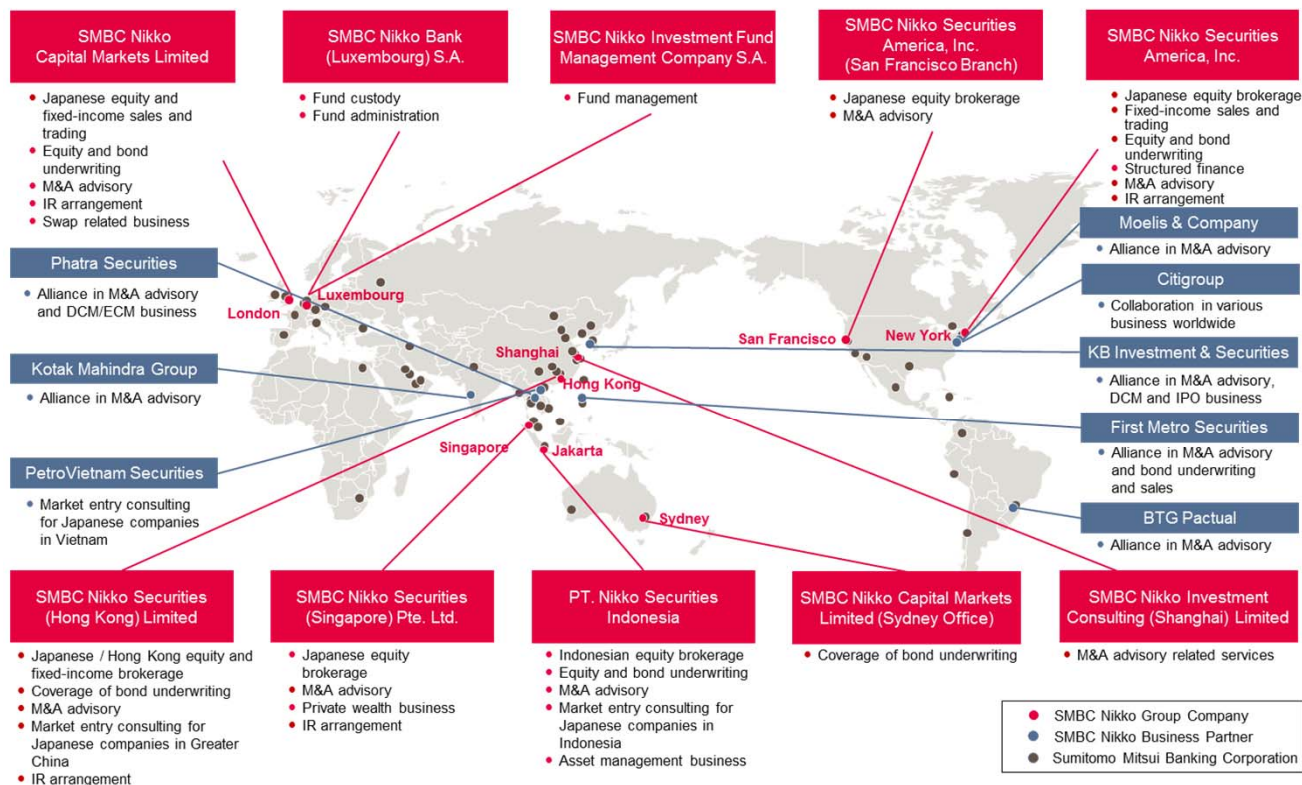 SMBC Nikko
Capital Markets Limited
• Japanese equity and
fixed-income sales and
trading
• Equity and bond
underwriting
• M&A advisory
• IR arrangement
• Swap related business
SMBC Nikko Bank
(Luxembourg) S.A.
• Fund custody
• Fund administration
SMBC Nikko Investment Fund
Management Company S.A.
• Fund management
SMBC Nikko Securities
America, Inc.
(San Francisco Branch)
• Japanese equity brokerage
• M&A advisory
SMBC Nikko Securities
America, Inc.
• Japanese equity brokerage
• Fixed-income sales and
trading
• Equity and bond
underwriting
• Structured finance
• M&A advisory
• IR arrangement
Phatra Securities
• Alliance in M&A advisory
and DCM/ECM business
Kotak Mahindra Group
• Alliance in M&A advisory
PetroVietnam Securities
• Market entry consulting
for Japanese companies
in Vietnam
London
Luxembourg
Shanghai
Hong Kong
Singapore
Jakarta
Sydney
San Francisco
New York
Moelis & Company
• Alliance in M&A advisory
Citigroup
• Collaboration in various
business worldwide
KB Investment & Securities
• Alliance in M&A advisory,
DCM and IPO business
First Metro Securities
• Alliance in M&A advisory
and bond underwriting
and sales
BTG Pactual
• Alliance in M&A advisory
SMBC Nikko Securities
(Hong Kong) Limited
• Japanese / Hong Kong equity and
fixed-income brokerage
• Coverage of bond underwriting
• M&A advisory
• Market entry consulting for
Japanese companies in Greater
China
• IR arrangement
SMBC Nikko Securities
(Singapore) Pte. Ltd.
• Japanese equity
brokerage
• M&A advisory
• Private wealth business
• IR arrangement
PT. Nikko Securities
Indonesia
• Indonesian equity brokerage
• Equity and bond underwriting
• M&A advisory
• Market entry consulting for
Japanese companies in
Indonesia
• Asset management business
SMBC Nikko Capital Markets
Limited (Sydney Office)
• Coverage of bond underwriting
SMBC Nikko Investment
Consulting (Shanghai) Limited
• M&A advisory related services
• SMBC Nikko Group Company
• SMBC Nikko Business Partner
• Sumitomo Mitsui Banking Corporation